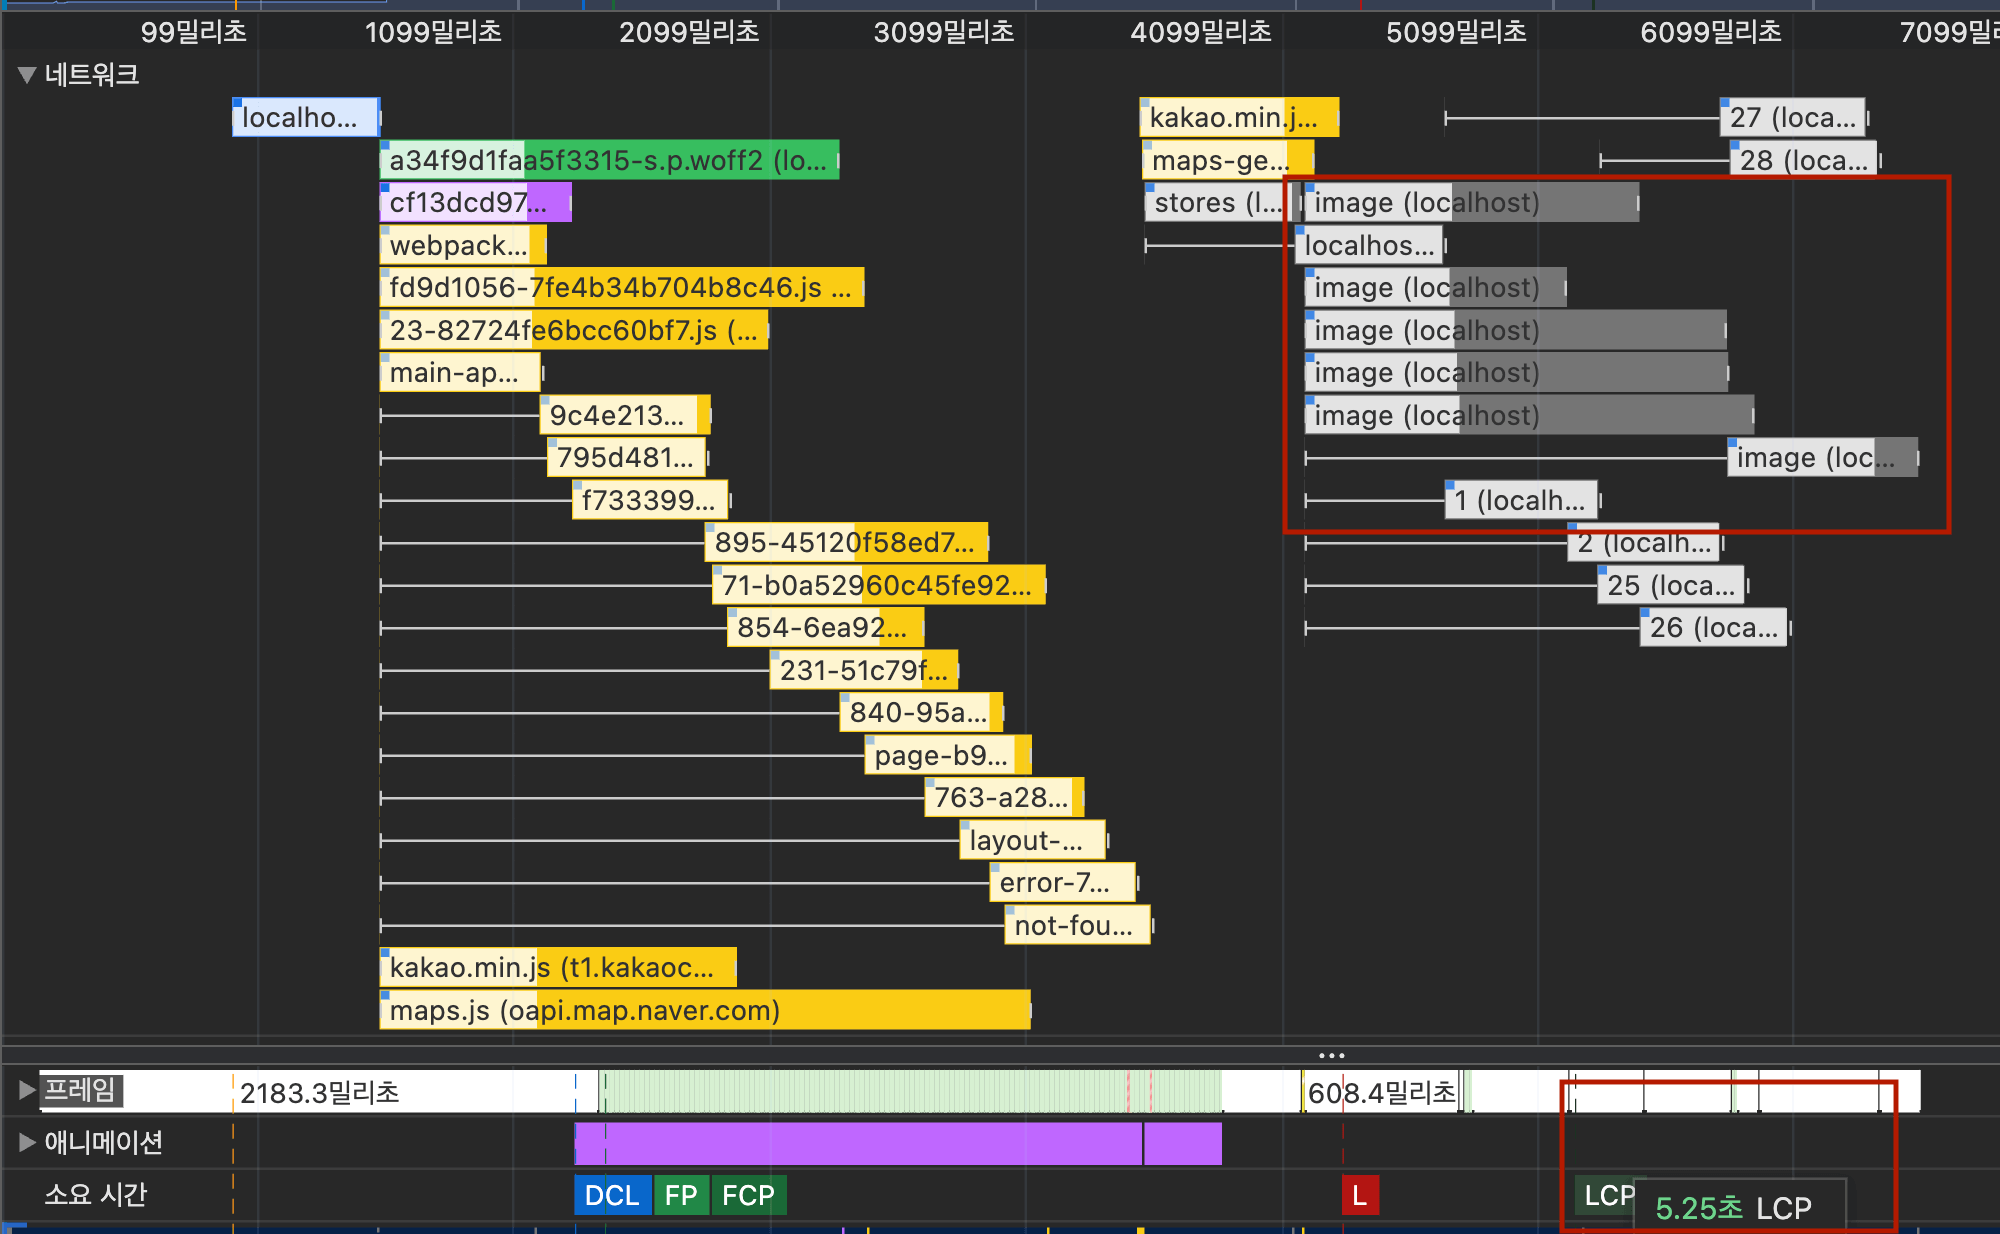 99밀리초 1099밀리초 2099밀리초 3099밀리초 4099밀리초 5099밀리초 6099밀리초 7099밀리
네트워크
localho... kakao.min.j... 27 (loca...
a34f9d1faa5f3315-s.p.woff2 (lo... maps-ge... 28 (loca...
cf13dcd97... stores (l... image (localhost)
webpack... localhos...
fd9d1056-7fe4b34b704b8c46.js ... image (localhost)
23-82724fe6bcc60bf7.js (... image (localhost)
main-ap... image (localhost)
9c4e213... image (localhost)
795d481... image (loc...
f733399... 1 (localh...
895-45120f58ed7... 2 (localh...
71-b0a52960c45fe92... 25 (loca...
854-6ea92... 26 (loca...
231-51c79f...
840-95a...
page-b9...
763-a28...
layout-...
error-7...
not-fou...
kakao.min.js (t1.kakaoc...
maps.js (oapi.map.naver.com)
프레임 2183.3밀리초 608.4밀리초
애니메이션
소요 시간 DCL FP FCP L LCP 5.25초 LCP